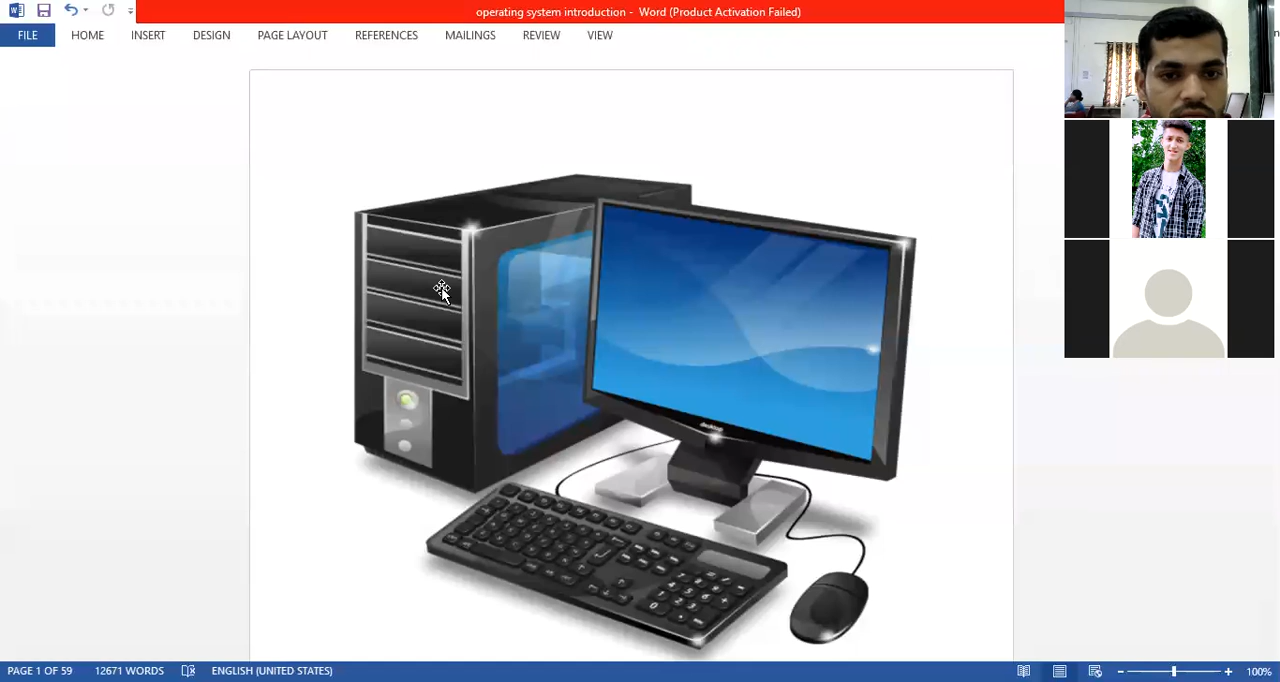 operating system introduction - Word (Product Activation Failed)
FILE HOME INSERT DESIGN PAGE LAYOUT REFERENCES MAILINGS REVIEW VIEW
PAGE 1 OF 59 12671 WORDS ENGLISH (UNITED STATES) 100%